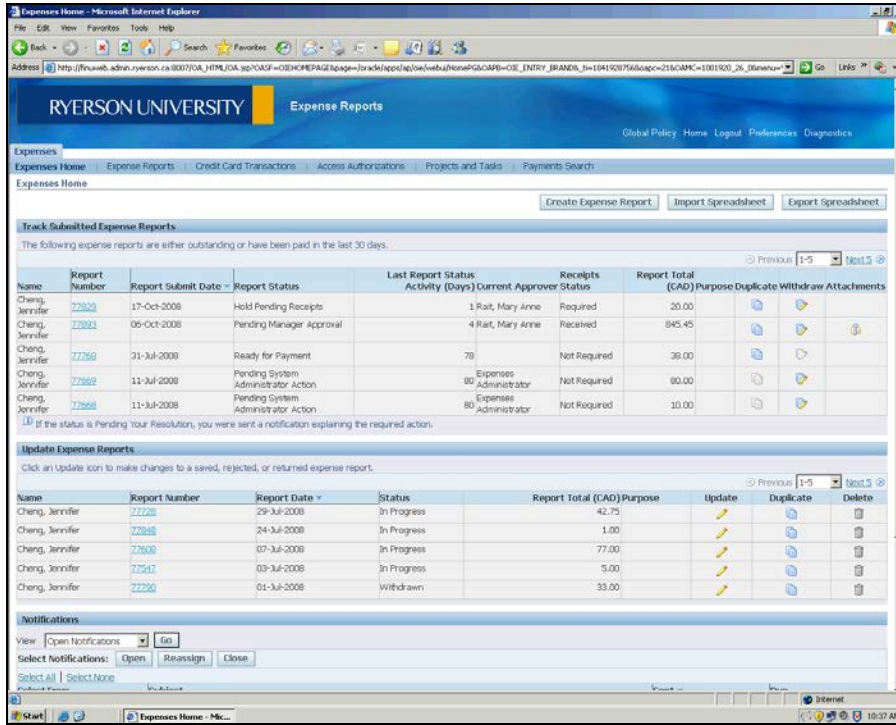 Expenses Home - Microsoft Internet Explorer
File Edit View Favorites Tools Help
Back Search Favorites
Address Go Links
RYERSON UNIVERSITY Expense Reports
Global Policy Home Logout Preferences Diagnostics
Expenses
Expenses Home Expense Reports Credit Card Transactions Access Authorizations Projects and Tasks Payments Search
Expenses Home
Create Expense Report Import Spreadsheet Export Spreadsheet
Track Submitted Expense Reports
The following expense reports are either outstanding or have been paid in the last 30 days.
Previous 1-5 Next 5
Name Report Number Report Submit Date Report Status Last Report Status Activity (Days) Current Approver Receipts Status Report Total (CAD) Purpose Duplicate Withdraw Attachments
Cheng, Jennifer 17-Oct-2008 Hold Pending Receipts 1 Rait, Mary Anne Required 20.00
Cheng, Jennifer 06-Oct-2008 Pending Manager Approval 4 Rait, Mary Anne Received 845.45
Cheng, Jennifer 31-Jul-2008 Ready for Payment 78 Not Required 38.00
Cheng, Jennifer 11-Jul-2008 Pending System Administrator Action 80 Expenses Administrator Not Required 80.00
Cheng, Jennifer 77668 11-Jul-2008 Pending System Administrator Action 80 Expenses Administrator Not Required 10.00
If the status is Pending Your Resolution, you were sent a notification explaining the required action.
Update Expense Reports
Click an Update icon to make changes to a saved, rejected, or returned expense report.
Previous 1-5 Next 5
Name Report Number Report Date Status Report Total (CAD) Purpose Update Duplicate Delete
Cheng, Jennifer 77728 29-Jul-2008 In Progress 42.75
Cheng, Jennifer 24-Jul-2008 In Progress 1.00
Cheng, Jennifer 77608 07-Jul-2008 In Progress 77.00
Cheng, Jennifer 77547 03-Jul-2008 In Progress 5.00
Cheng, Jennifer 77790 01-Jul-2008 Withdrawn 33.00
Notifications
View Open Notifications Go
Select Notifications: Open Reassign Close
Select All Select None
Internet
Start Expenses Home - Mic... 10:37 AM